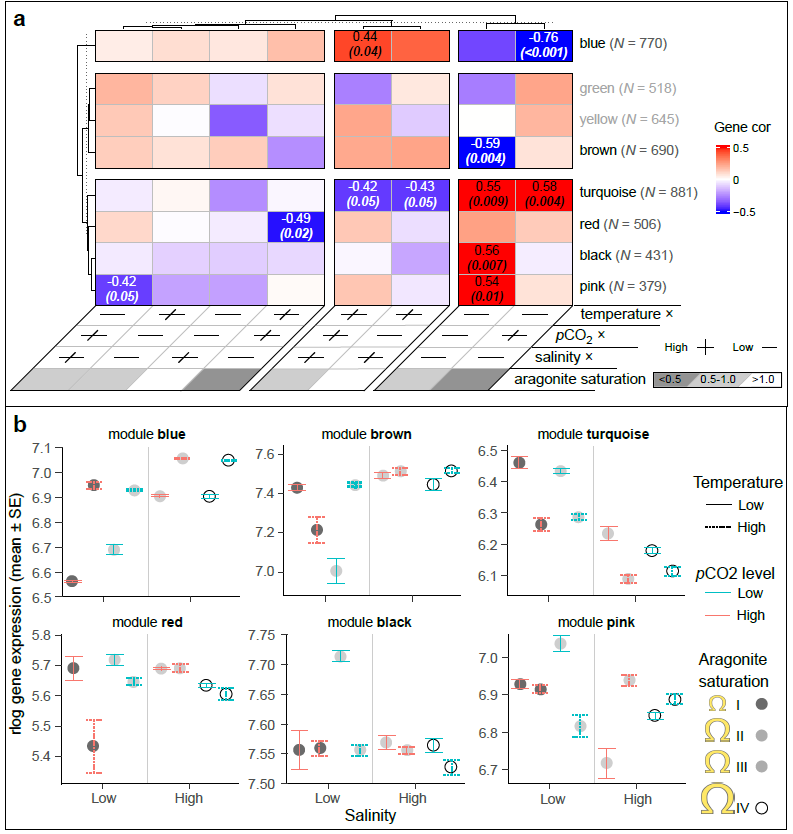 a
0.44
(0.04)
-0.76
(<0.001)
blue (N = 770)
green (N = 518)
yellow (N = 645)
-0.59
(0.004)
brown (N = 690)
Gene cor
0.5
0
−0.5
-0.42
(0.05)
-0.43
(0.05)
0.55
(0.009)
0.58
(0.004)
turquoise (N = 881)
-0.49
(0.02)
red (N = 506)
0.56
(0.007)
black (N = 431)
-0.42
(0.05)
0.54
(0.01)
pink (N = 379)
temperature ×
pCO2 ×
salinity ×
aragonite saturation
High + Low —
<0.5 0.5-1.0 >1.0
b
rlog gene expression (mean ± SE)
module blue
7.1
7.0
6.9
6.8
6.7
6.6
6.5
module brown
7.6
7.4
7.2
7.0
module turquoise
6.5
6.4
6.3
6.2
6.1
module red
5.8
5.7
5.6
5.5
5.4
Low High
module black
7.75
7.70
7.65
7.60
7.55
7.50
Low High
module pink
7.0
6.9
6.8
6.7
Low High
Salinity
Temperature
Low
High
pCO2 level
Low
High
Aragonite
saturation
Ω I
Ω II
Ω III
Ω IV